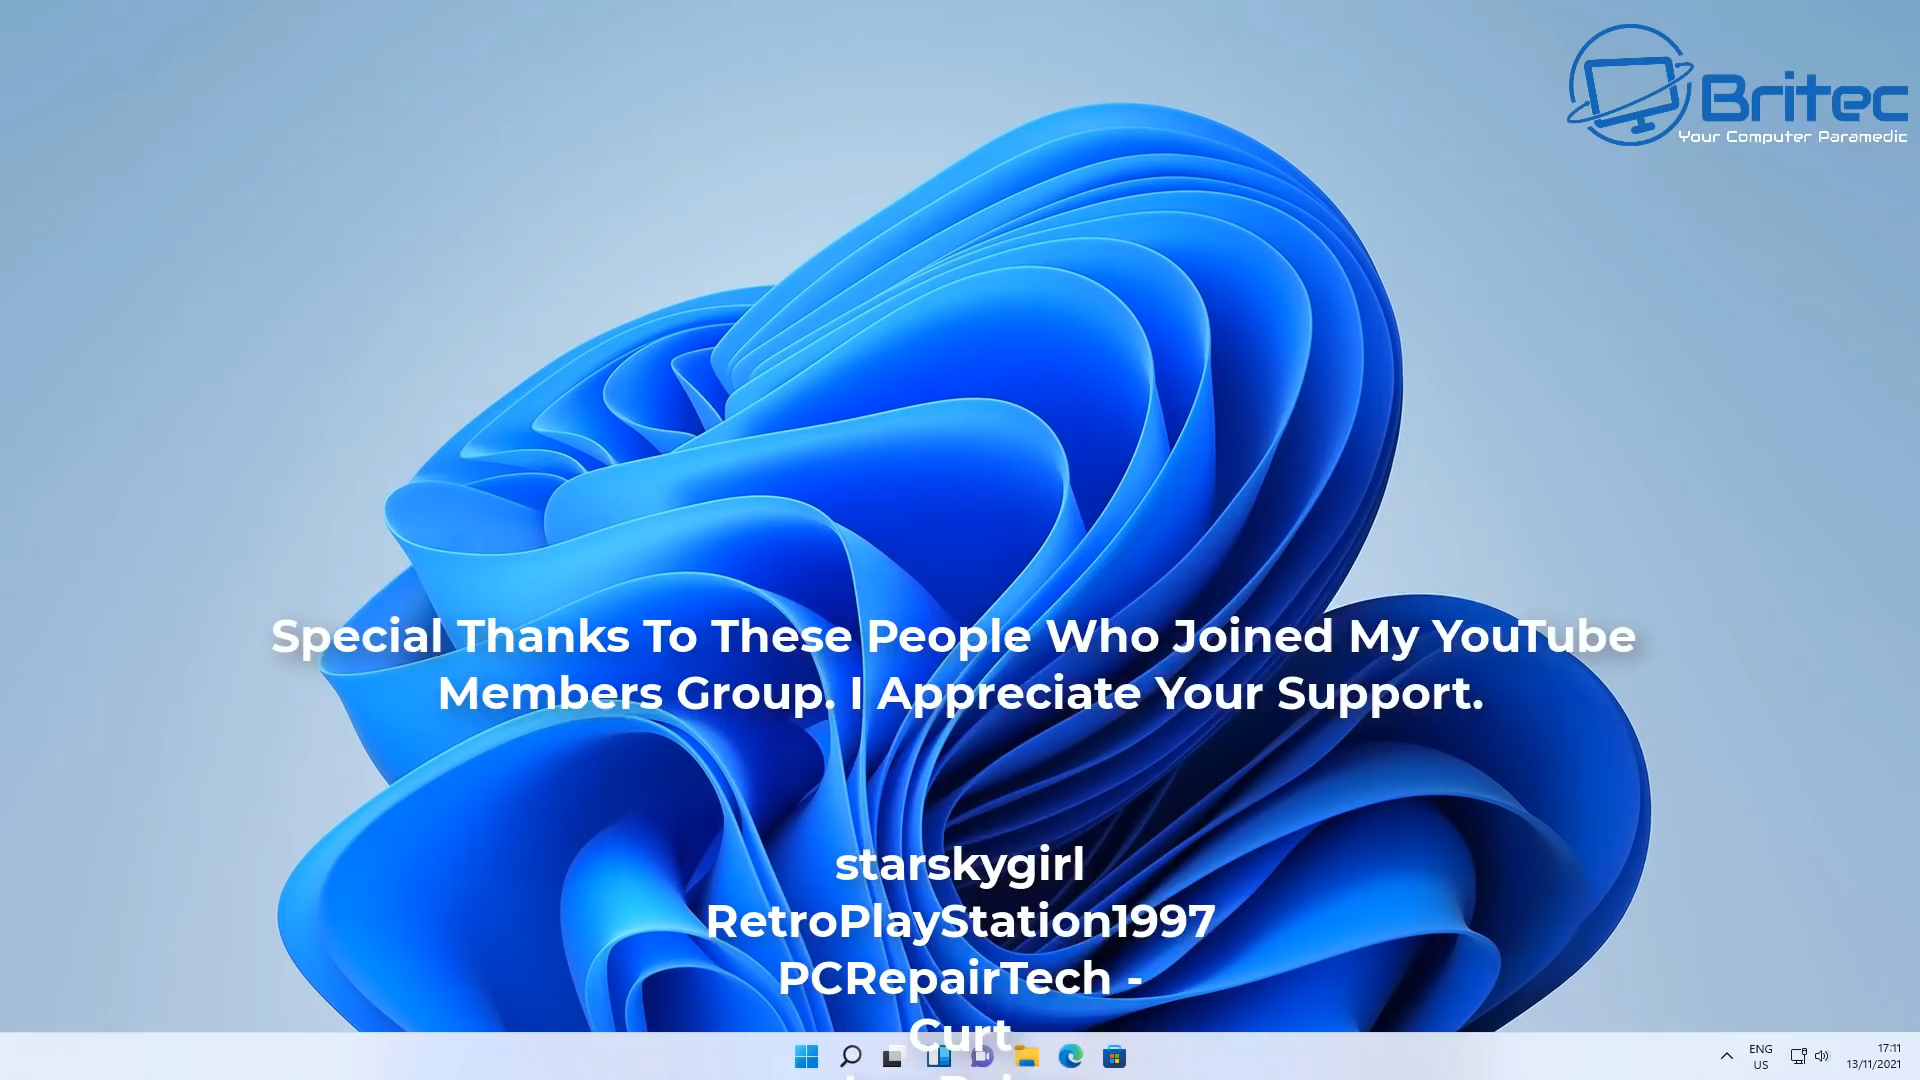 Britec
Your Computer Paramedic
Special Thanks To These People Who Joined My YouTube
Members Group. I Appreciate Your Support.
starskygirl
RetroPlayStation1997
PCRepairTech -
Curt
ENG
US
17:11
13/11/2021